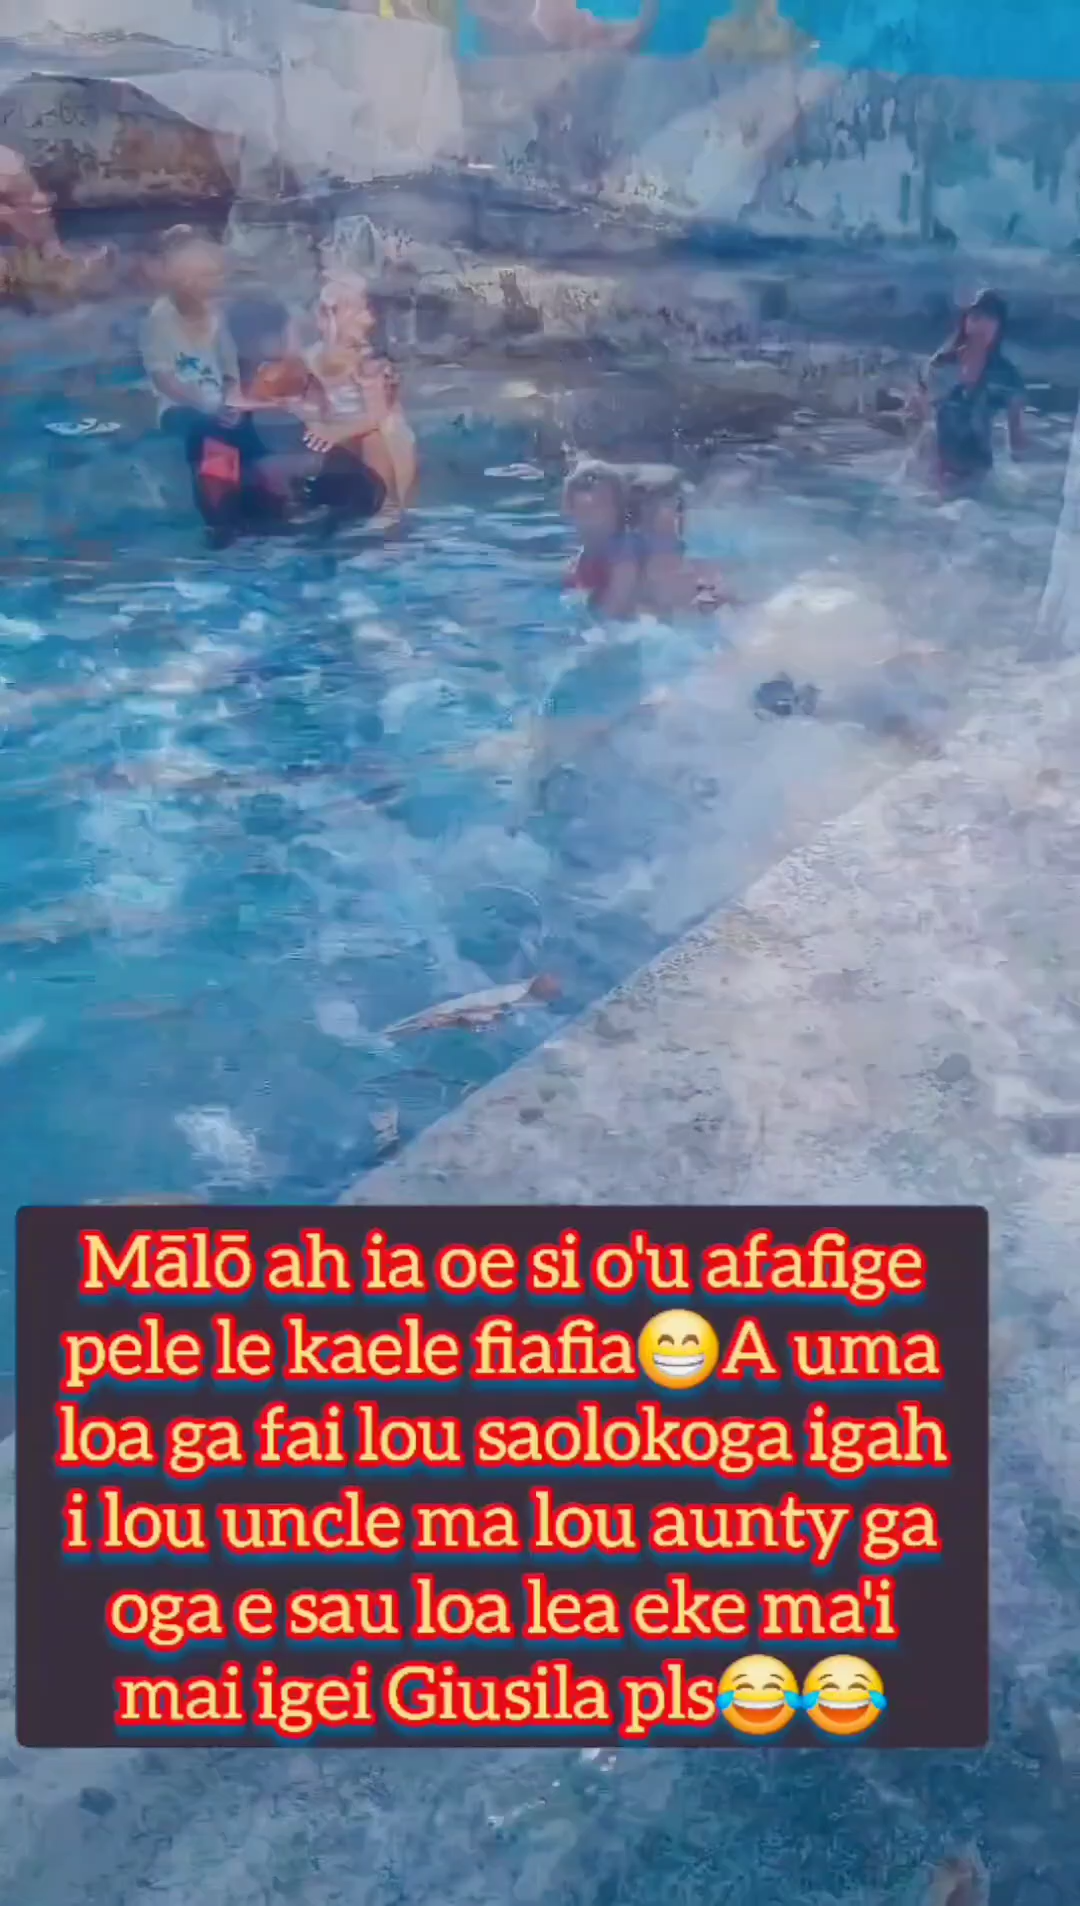 Mālō ah ia oe si o'u afafige
pele le kaele fiafia😁A uma
loa ga fai lou saolokoga igah
i lou uncle ma lou aunty ga
oga e sau loa lea eke ma'i
mai igei Giusila pls😂😂